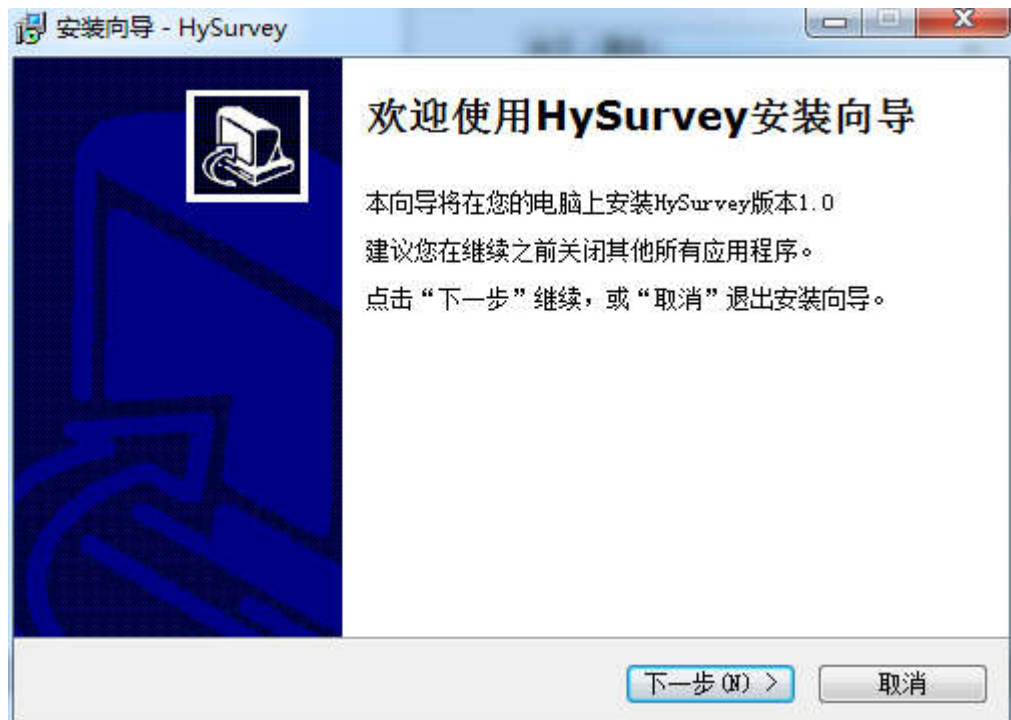 安装向导 - HySurvey
欢迎使用HySurvey安装向导
本向导将在您的电脑上安装HySurvey版本1.0
建议您在继续之前关闭其他所有应用程序。
点击“下一步”继续，或“取消”退出安装向导。
下一步(N) >
取消